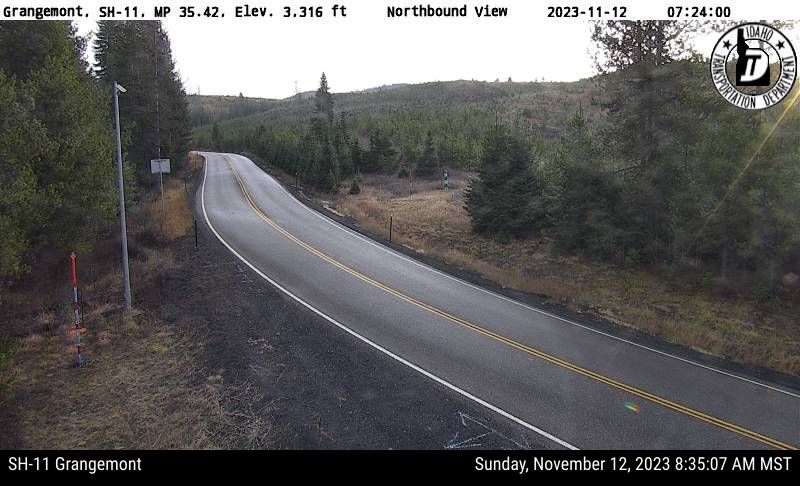 Grangemont, SH-11, MP 35.42, Elev. 3,316 ft Northbound View 2023-11-12 07:24:00
IDAHO
TRANSPORTATION DEPARTMENT
SH-11 Grangemont Sunday, November 12, 2023 8:35:07 AM MST